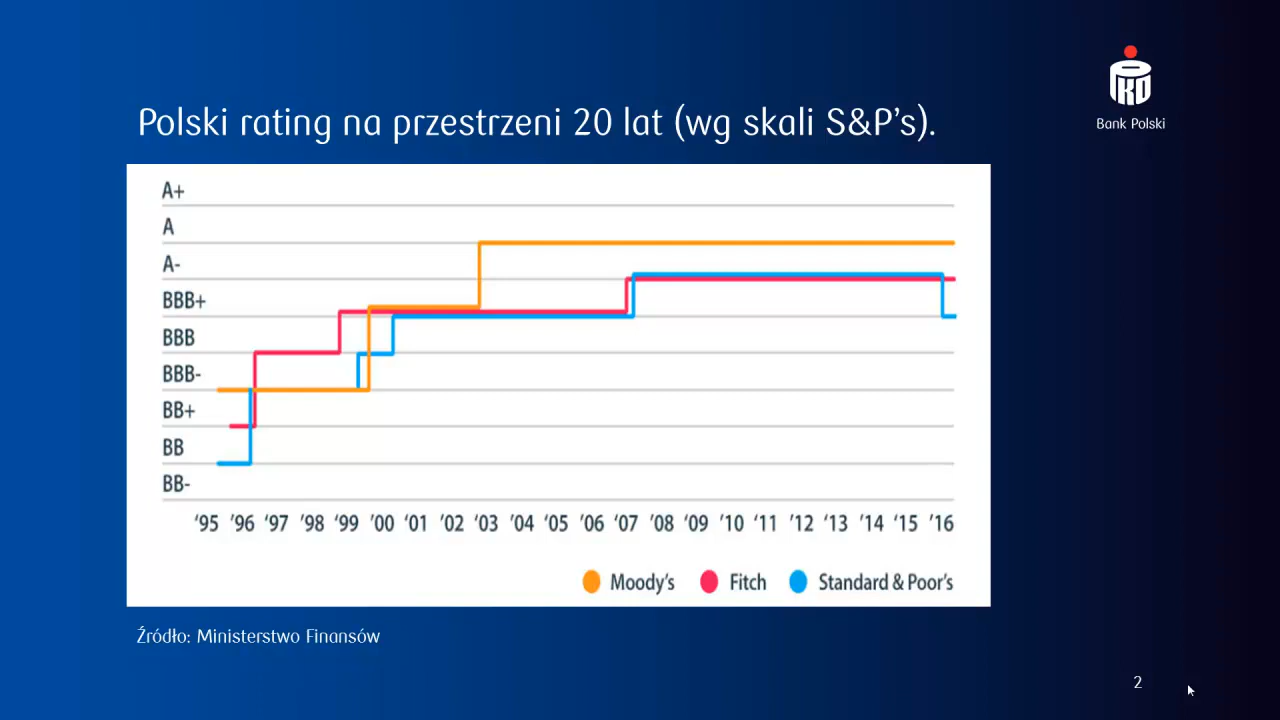 PKO
Bank Polski
Polski rating na przestrzeni 20 lat (wg skali S&P's).
A+
A
A-
BBB+
BBB
BBB-
BB+
BB
BB-
'95 '96 '97 '98 '99 '00 '01 '02 '03 '04 '05 '06 '07 '08 '09 '10 '11 '12 '13 '14 '15 '16
Moody's Fitch Standard & Poor's
Źródło: Ministerstwo Finansów
2